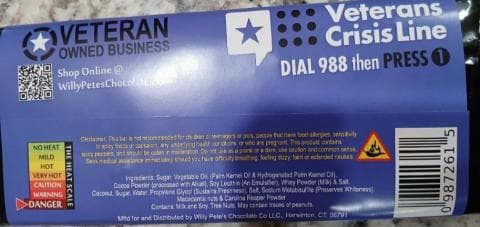 VETERAN
OWNED BUSINESS
Shop Online @
WillyPetesChocolate.
Veterans
Crisis Line
DIAL 988 then PRESS 1
NO HEAT
MILD
HOT
VERY HOT
CAUTION
WARNING
DANGER
THE HEAT SCALE
Disclaimer: This bar is not recommended for children or teenagers or pets, people that have food allergies, sensitivity
to spicy foods or capsaicin, any underlying health conditions, or who are pregnant. This product contains
spicy peppers, and should be eaten in moderation. Do not use as a prank or a dare, use caution and common sense.
Seek medical assistance immediately should you have difficulty breathing, feeling dizzy, faint or extended nausea
Ingredients: Sugar, Vegetable Oil, (Palm Kernel Oil & Hydrogenated Palm Kernel Oil),
Cocoa Powder (processed with Alkali), Soy Lecithin (An Emulsifier), Whey Powder (Milk) & Salt.
Coconut, Sugar, Water, Propylene Glycol (Sustains Freshness), Salt, Sodium Metabisulfite (Preserves Whiteness).
Macadamia nuts & Carolina Reaper Powder
Contains: Milk and Soy, Tree Nuts. May contain traces of peanuts.
Mfd for and Distributed by Willy Pete's Chocolate Co LLC., Harwinton, CT. 06791
0 987261 5